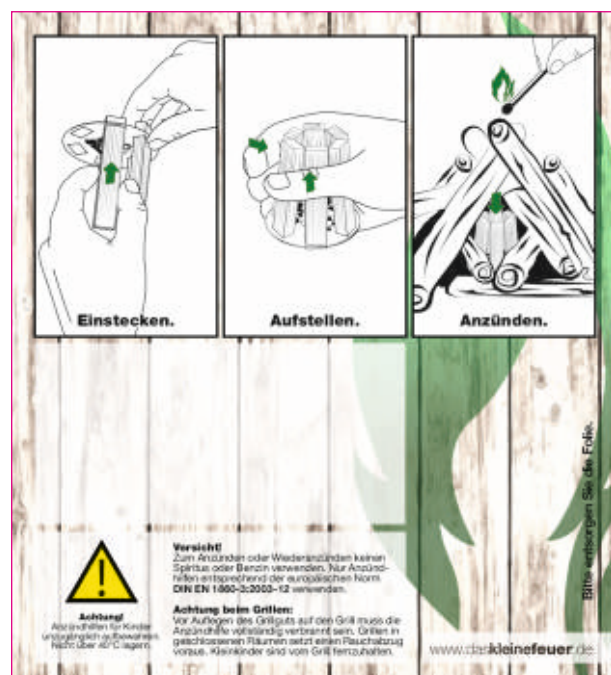 Einstecken.
Aufstellen.
Anzünden.
Bitte entsorgen Sie die Folie.
Achtung!
Anzündhilfen für Kinder
unzugänglich aufbewahren.
Nicht über 40°C lagern.
Vorsicht!
Zum Anzünden oder Wiederanzünden keinen
Spiritus oder Benzin verwenden. Nur Anzünd-
hilfen entsprechend der europäischen Norm
DIN EN 1860-3:2003-12 verwenden.
Achtung beim Grillen:
Vor Auflegen des Grillguts auf den Grill muss die
Anzündhilfe vollständig verbrannt sein. Grillen in
geschlossenen Räumen setzt einen Rauchabzug
voraus. Kleinkinder sind vom Grill fernzuhalten.
www.daskleinefeuer.de